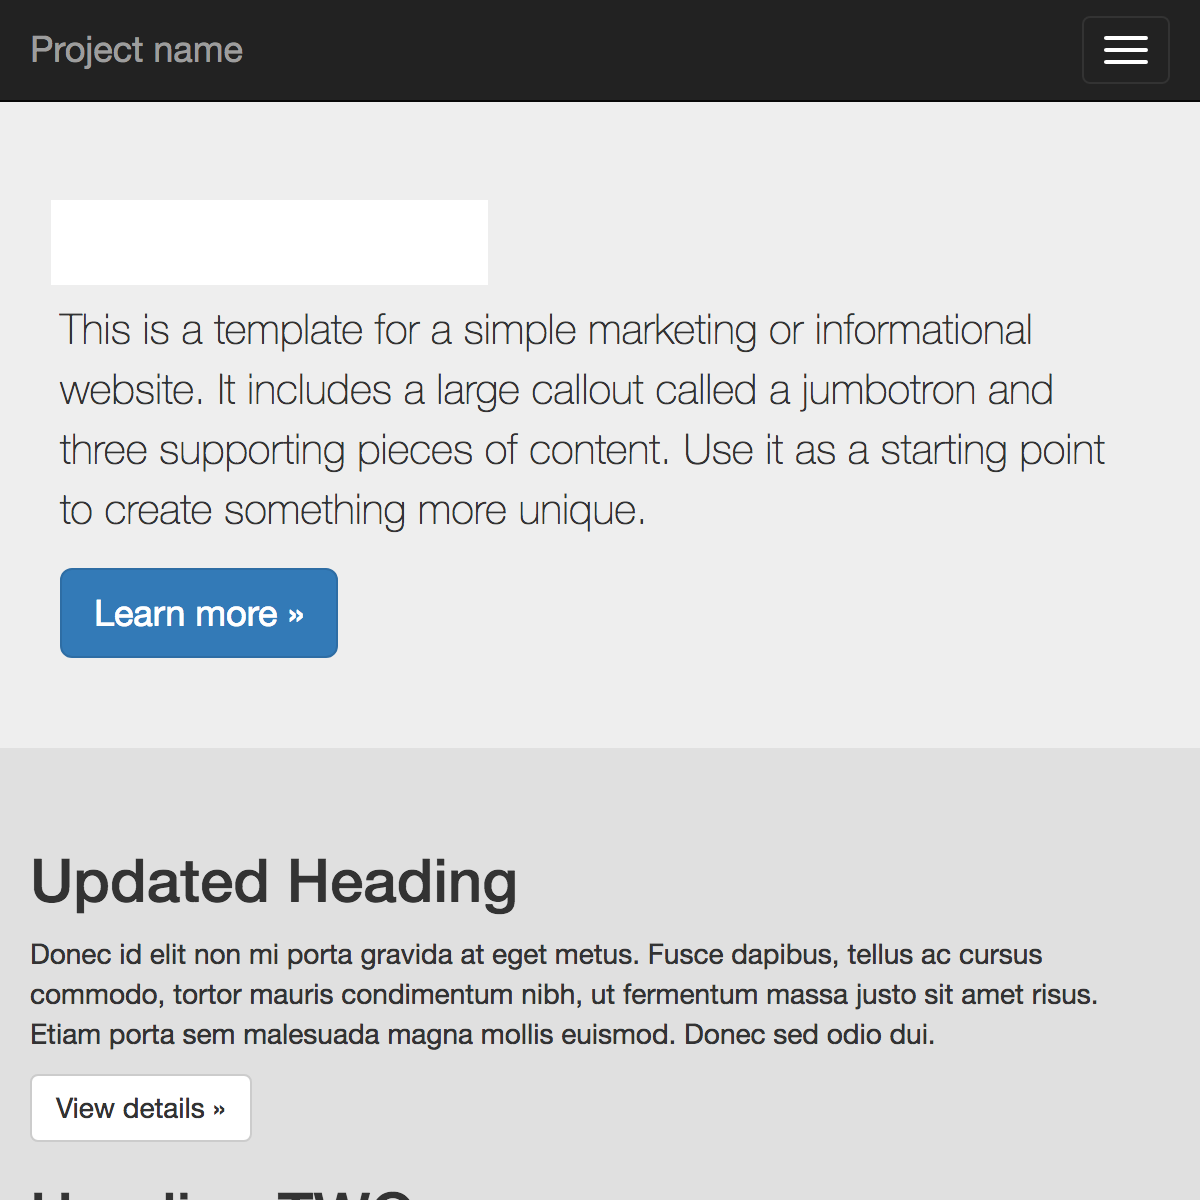 Project name
This is a template for a simple marketing or informational
website. It includes a large callout called a jumbotron and
three supporting pieces of content. Use it as a starting point
to create something more unique.
Learn more »
Updated Heading
Donec id elit non mi porta gravida at eget metus. Fusce dapibus, tellus ac cursus
commodo, tortor mauris condimentum nibh, ut fermentum massa justo sit amet risus.
Etiam porta sem malesuada magna mollis euismod. Donec sed odio dui.
View details »
Heading TWO